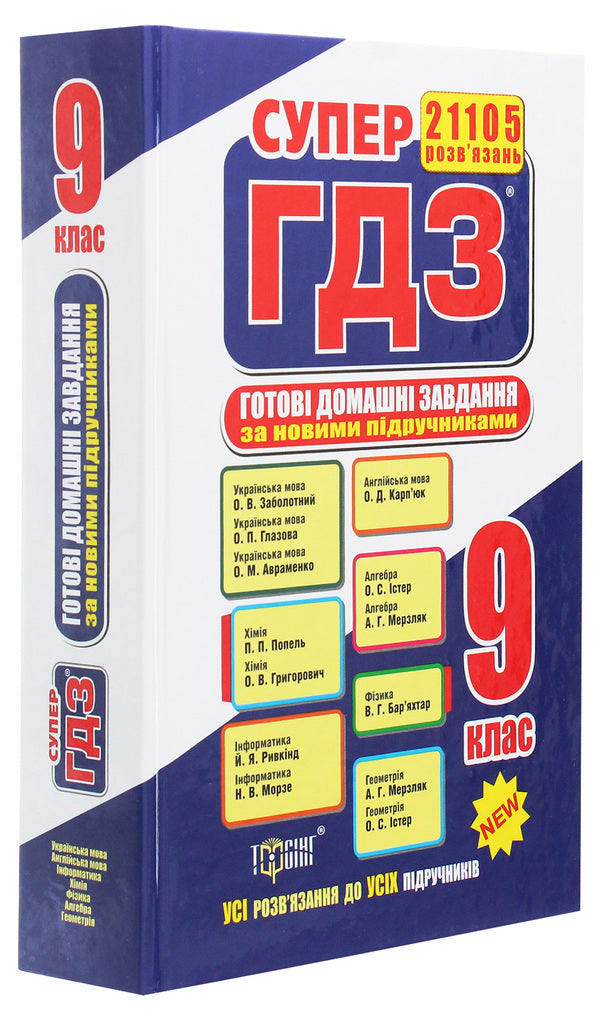 9
клас
ГОТОВІ ДОМАШНІ ЗАВДАННЯ
за новими підручниками
СУПЕР
ГДЗ®
Українська мова
Англійська мова
Інформатика
Хімія
Фізика
Алгебра
Геометрія
СУПЕР
21105
розв'язань
ГДЗ®
ГОТОВІ ДОМАШНІ ЗАВДАННЯ
за новими підручниками
Українська мова
О. В. Заболотний
Українська мова
О. П. Глазова
Українська мова
О. М. Авраменко
Англійська мова
О. Д. Карп'юк
Алгебра
О. С. Істер
Алгебра
А. Г. Мерзляк
Хімія
П. П. Попель
Хімія
О. В. Григорович
Фізика
В. Г. Бар'яхтар
Інформатика
Й. Я. Ривкінд
Інформатика
Н. В. Морзе
Геометрія
А. Г. Мерзляк
Геометрія
О. С. Істер
9
клас
NEW
ТОРСІНГ®
УСІ РОЗВ'ЯЗАННЯ ДО УСІХ ПІДРУЧНИКІВ